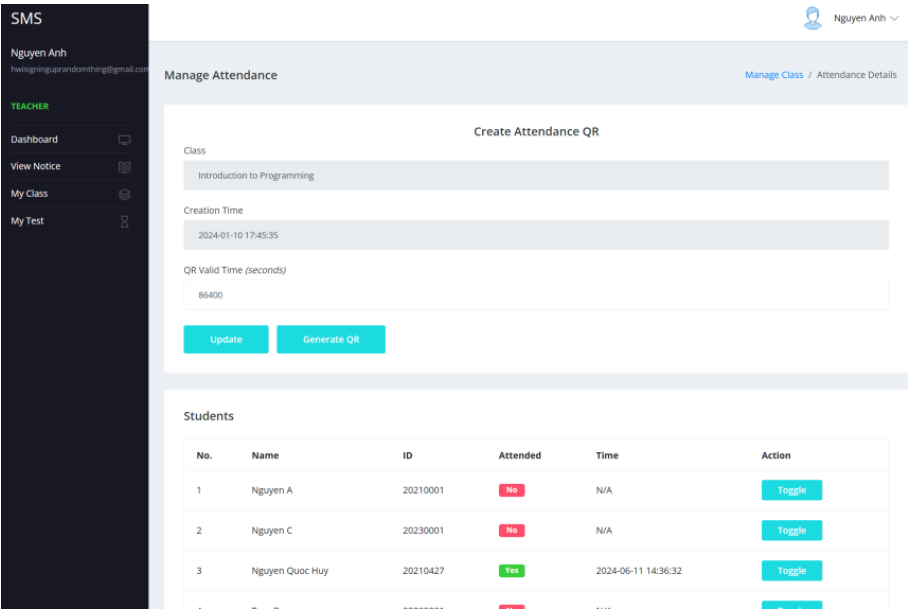 SMS
Nguyen Anh
Nguyen Anh
hwisigninguprandomthing@gmail.com
TEACHER
Dashboard
View Notice
My Class
My Test
Manage Attendance
Manage Class / Attendance Details
Create Attendance QR
Class
Introduction to Programming
Creation Time
2024-01-10 17:45:35
QR Valid Time (seconds)
86400
Update Generate QR
Students
No. Name ID Attended Time Action
1 Nguyen A 20210001 No N/A Toggle
2 Nguyen C 20230001 No N/A Toggle
3 Nguyen Quoc Huy 20210427 Yes 2024-06-11 14:36:32 Toggle